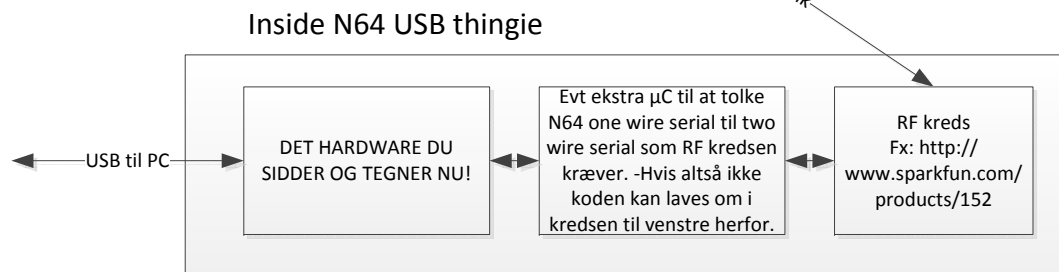 Inside N64 USB thingie
USB til PC
DET HARDWARE DU
SIDDER OG TEGNER NU!
Evt ekstra µC til at tolke
N64 one wire serial til two
wire serial som RF kredsen
kræver. -Hvis altså ikke
koden kan laves om i
kredsen til venstre herfor.
RF kreds
Fx: http://
www.sparkfun.com/
products/152